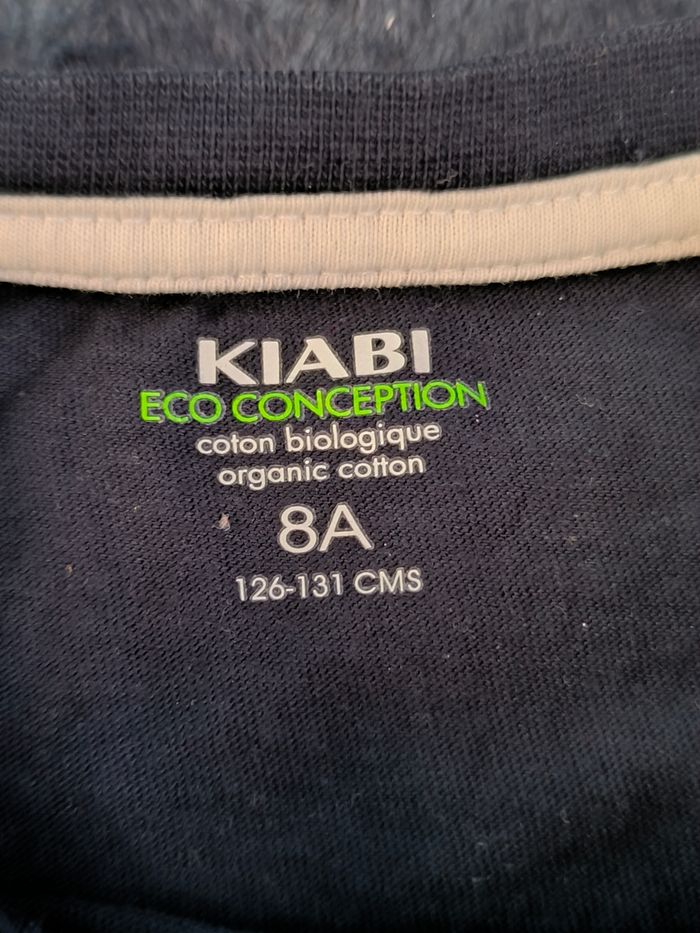 KIABI
ECO CONCEPTION
coton biologique
organic cotton
8A
126-131 CMS